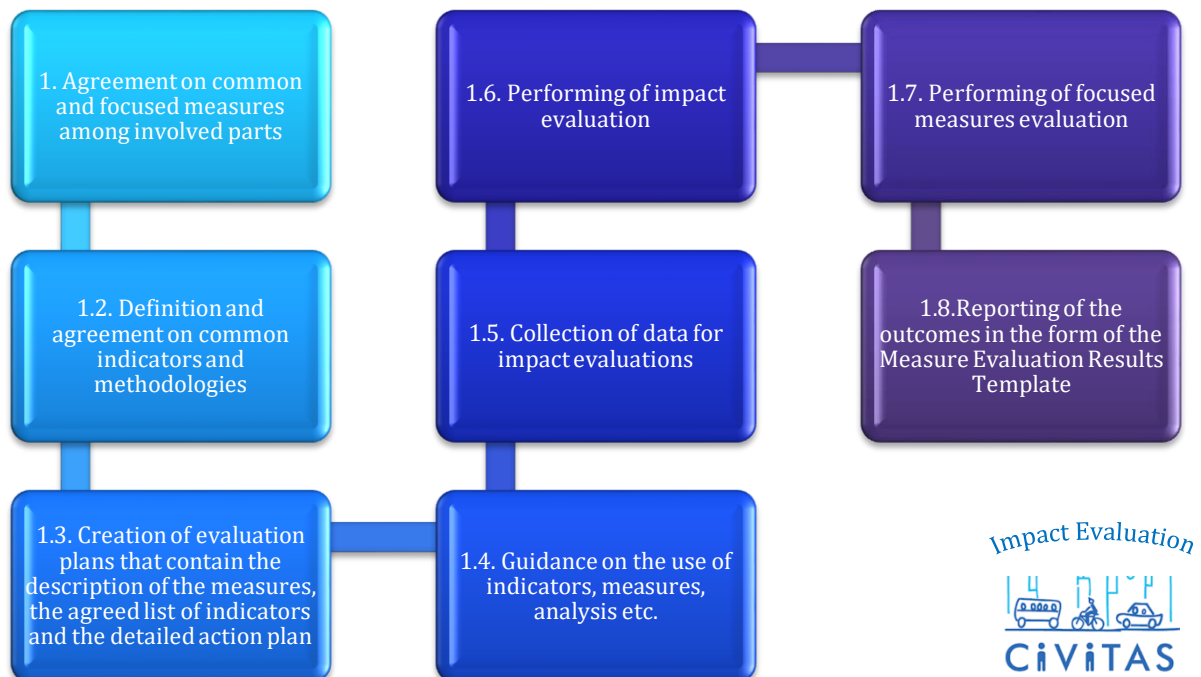 1. Agreement on common
and focused measures
among involved parts
1.2. Definition and
agreement on common
indicators and
methodologies
1.3. Creation of evaluation
plans that contain the
description of the measures,
the agreed list of indicators
and the detailed action plan
1.4. Guidance on the use of
indicators, measures,
analysis etc.
1.5. Collection of data for
impact evaluations
1.6. Performing of impact
evaluation
1.7. Performing of focused
measures evaluation
1.8.Reporting of the
outcomes in the form of the
Measure Evaluation Results
Template
Impact Evaluation
CiViTAS